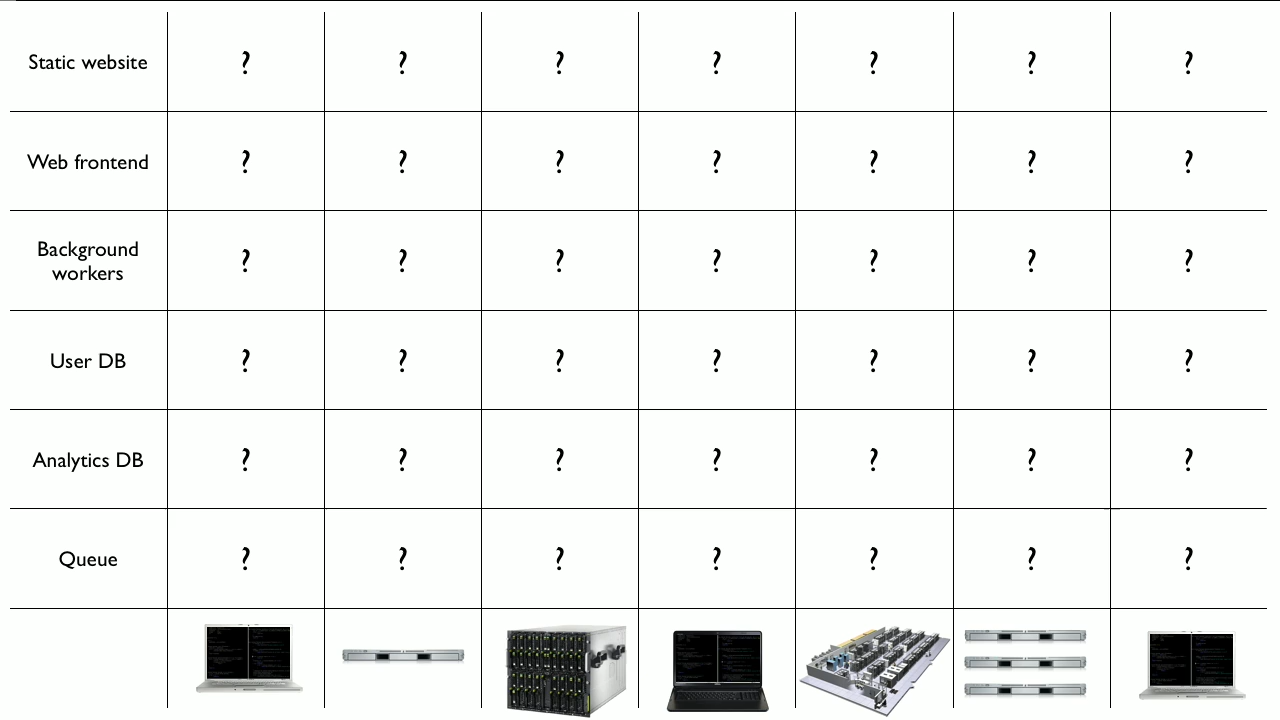 Static website ? ? ? ? ? ? ?
Web frontend ? ? ? ? ? ? ?
Background
workers ? ? ? ? ? ? ?
User DB ? ? ? ? ? ? ?
Analytics DB ? ? ? ? ? ? ?
Queue ? ? ? ? ? ? ?